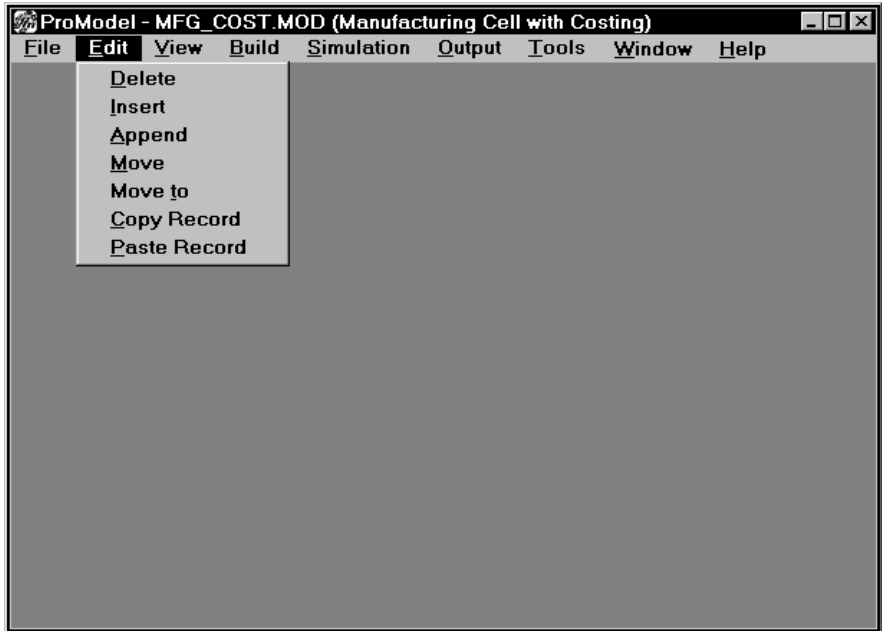 ProModel - MFG_COST.MOD (Manufacturing Cell with Costing)
File Edit View Build Simulation Output Tools Window Help
Delete
Insert
Append
Move
Move to
Copy Record
Paste Record